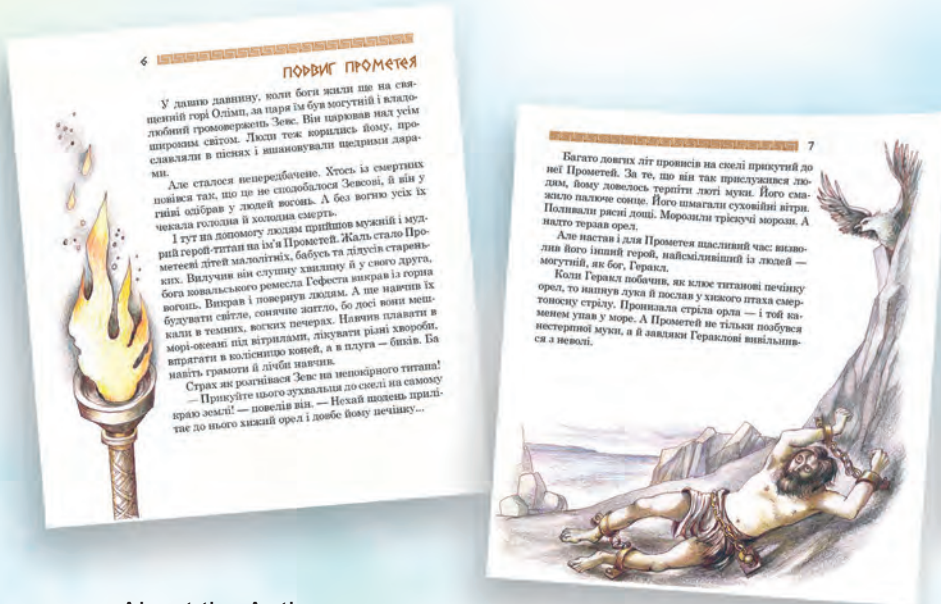 6
ПОДВИГ ПРОМЕТЕЯ
У давню давнину, коли боги жили ще на свя-
щенній горі Олімп, за царя їм був могутній і владо-
любний громовержець Зевс. Він царював над усім
широким світом. Люди теж корились йому, про-
славляли в піснях і вшановували щедрими дара-
ми.
Але сталося непередбачене. Хтось із смертних
повівся так, що це не сподобалося Зевсові, й він у
гніві одібрав у людей вогонь. А без вогню усіх їх
чекала голодна й холодна смерть.
І тут на допомогу людям прийшов мужній і муд-
рий герой-титан на ім'я Прометей. Жаль стало Про-
метеєві дітей малолітніх, бабусь та дідусів старень-
ких. Вилучив він слушну хвилину й у свого друга,
бога ковальського ремесла Гефеста викрав із горна
вогонь. Викрав і повернув людям. А ще навчив їх
будувати світле, сонячне житло, бо досі вони меш-
кали в темних, вогких печерах. Навчив плавати в
морі-океані під вітрилами, лікувати різні хвороби,
впрягати в колісницю коней, а в плуга — биків. Ба
навіть грамоти й лічби навчив.
Страх як розгнівася Зевс на непокірного титана!
— Прикуйте цього зухвальця до скелі на самому
краю землі! — повелів він. — Нехай щодень прилі-
тає до нього хижий орел і довбе йому печінку...
7
Багато довгих літ провисів на скелі прикутий до
неї Прометей. За те, що він так прислужився лю-
дям, йому довелось терпіти люті муки. Його сма-
жило палюче сонце. Його шмагали суховійні вітри.
Поливали рясні дощі. Морозили тріскучі морози. А
надто терзав орел.
Але настав і для Прометея щасливий час: визво-
лив його інший герой, найсміливіший із людей —
могутній, як бог, Геракл.
Коли Геракл побачив, як клює титанові печінку
орел, то напнув лука й послав у хижого птаха смер-
тоносну стрілу. Пронизала стріла орла — і той ка-
менем упав у море. А Прометей не тільки позбувся
нестерпної муки, а й завдяки Гераклові вивільнив-
ся з неволі.